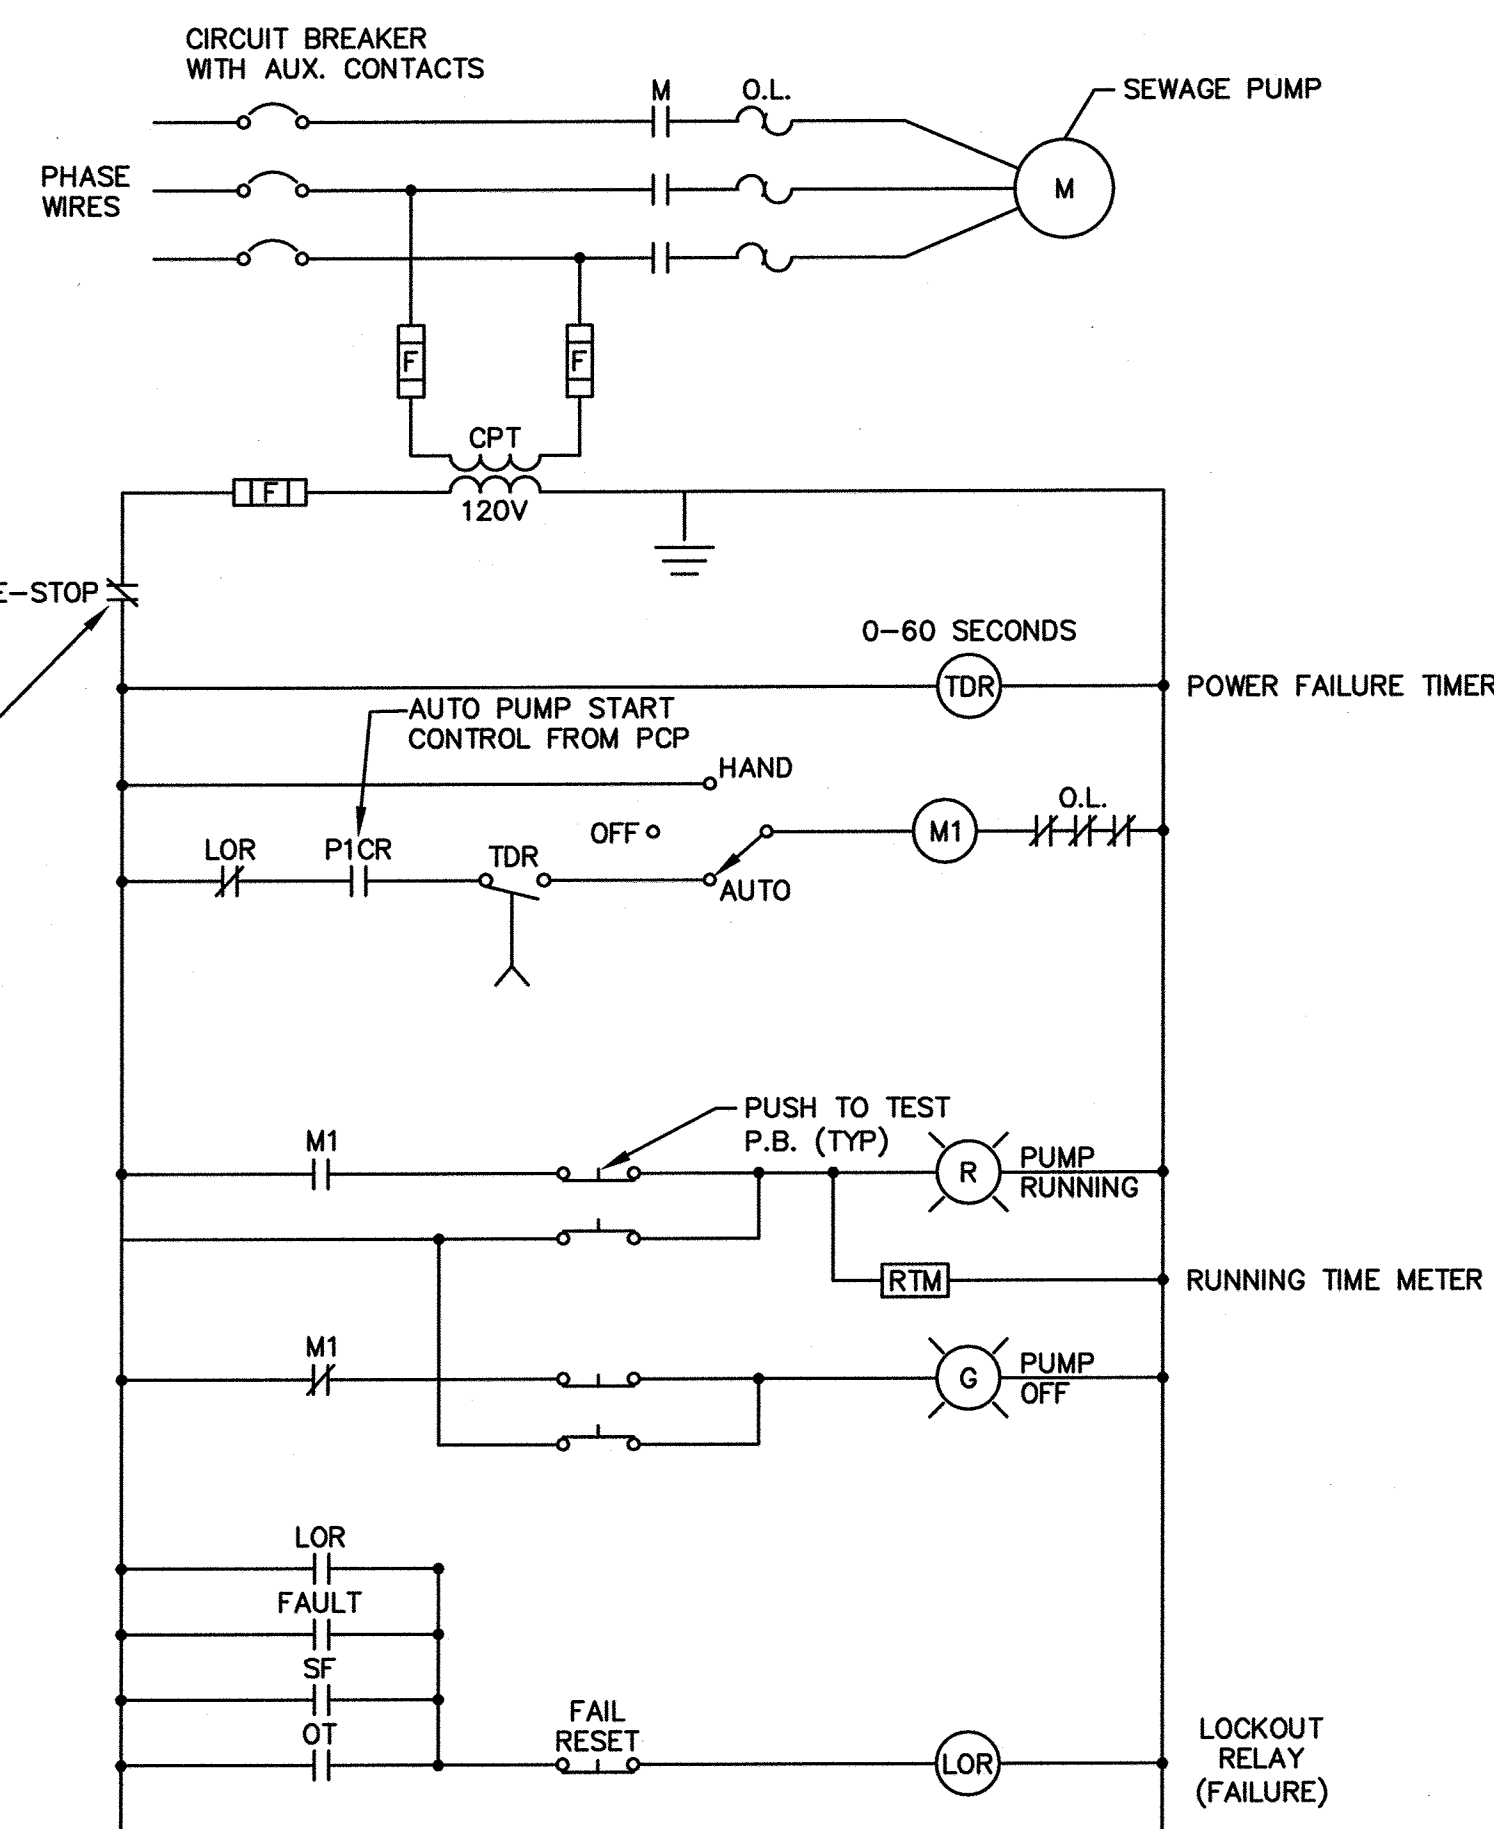 CIRCUIT BREAKER
WITH AUX. CONTACTS
M
O.L.
SEWAGE PUMP
PHASE
WIRES
M
F
F
CPT
F
120V
E-STOP
0-60 SECONDS
TDR
POWER FAILURE TIMER
AUTO PUMP START
CONTROL FROM PCP
HAND
OFF
M1
O.L.
LOR
P1CR
TDR
AUTO
PUSH TO TEST
P.B. (TYP)
M1
R
PUMP
RUNNING
RTM
RUNNING TIME METER
M1
G
PUMP
OFF
LOR
FAULT
SF
OT
FAIL
RESET
LOR
LOCKOUT
RELAY
(FAILURE)